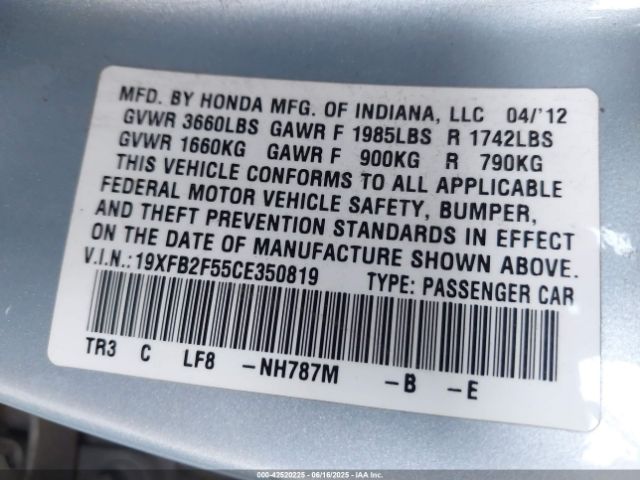 MFD. BY HONDA MFG. OF INDIANA, LLC 04/'12
GVWR 3660LBS GAWR F 1985LBS R 1742LBS
GVWR 1660KG GAWR F 900KG R 790KG
THIS VEHICLE CONFORMS TO ALL APPLICABLE
FEDERAL MOTOR VEHICLE SAFETY, BUMPER,
AND THEFT PREVENTION STANDARDS IN EFFECT
ON THE DATE OF MANUFACTURE SHOWN ABOVE.
V.I.N.:19XFB2F55CE350819 TYPE: PASSENGER CAR
TR3 C LF8 -NH787M -B -E
000-42520225 - 06/16/2025 - IAAI.com